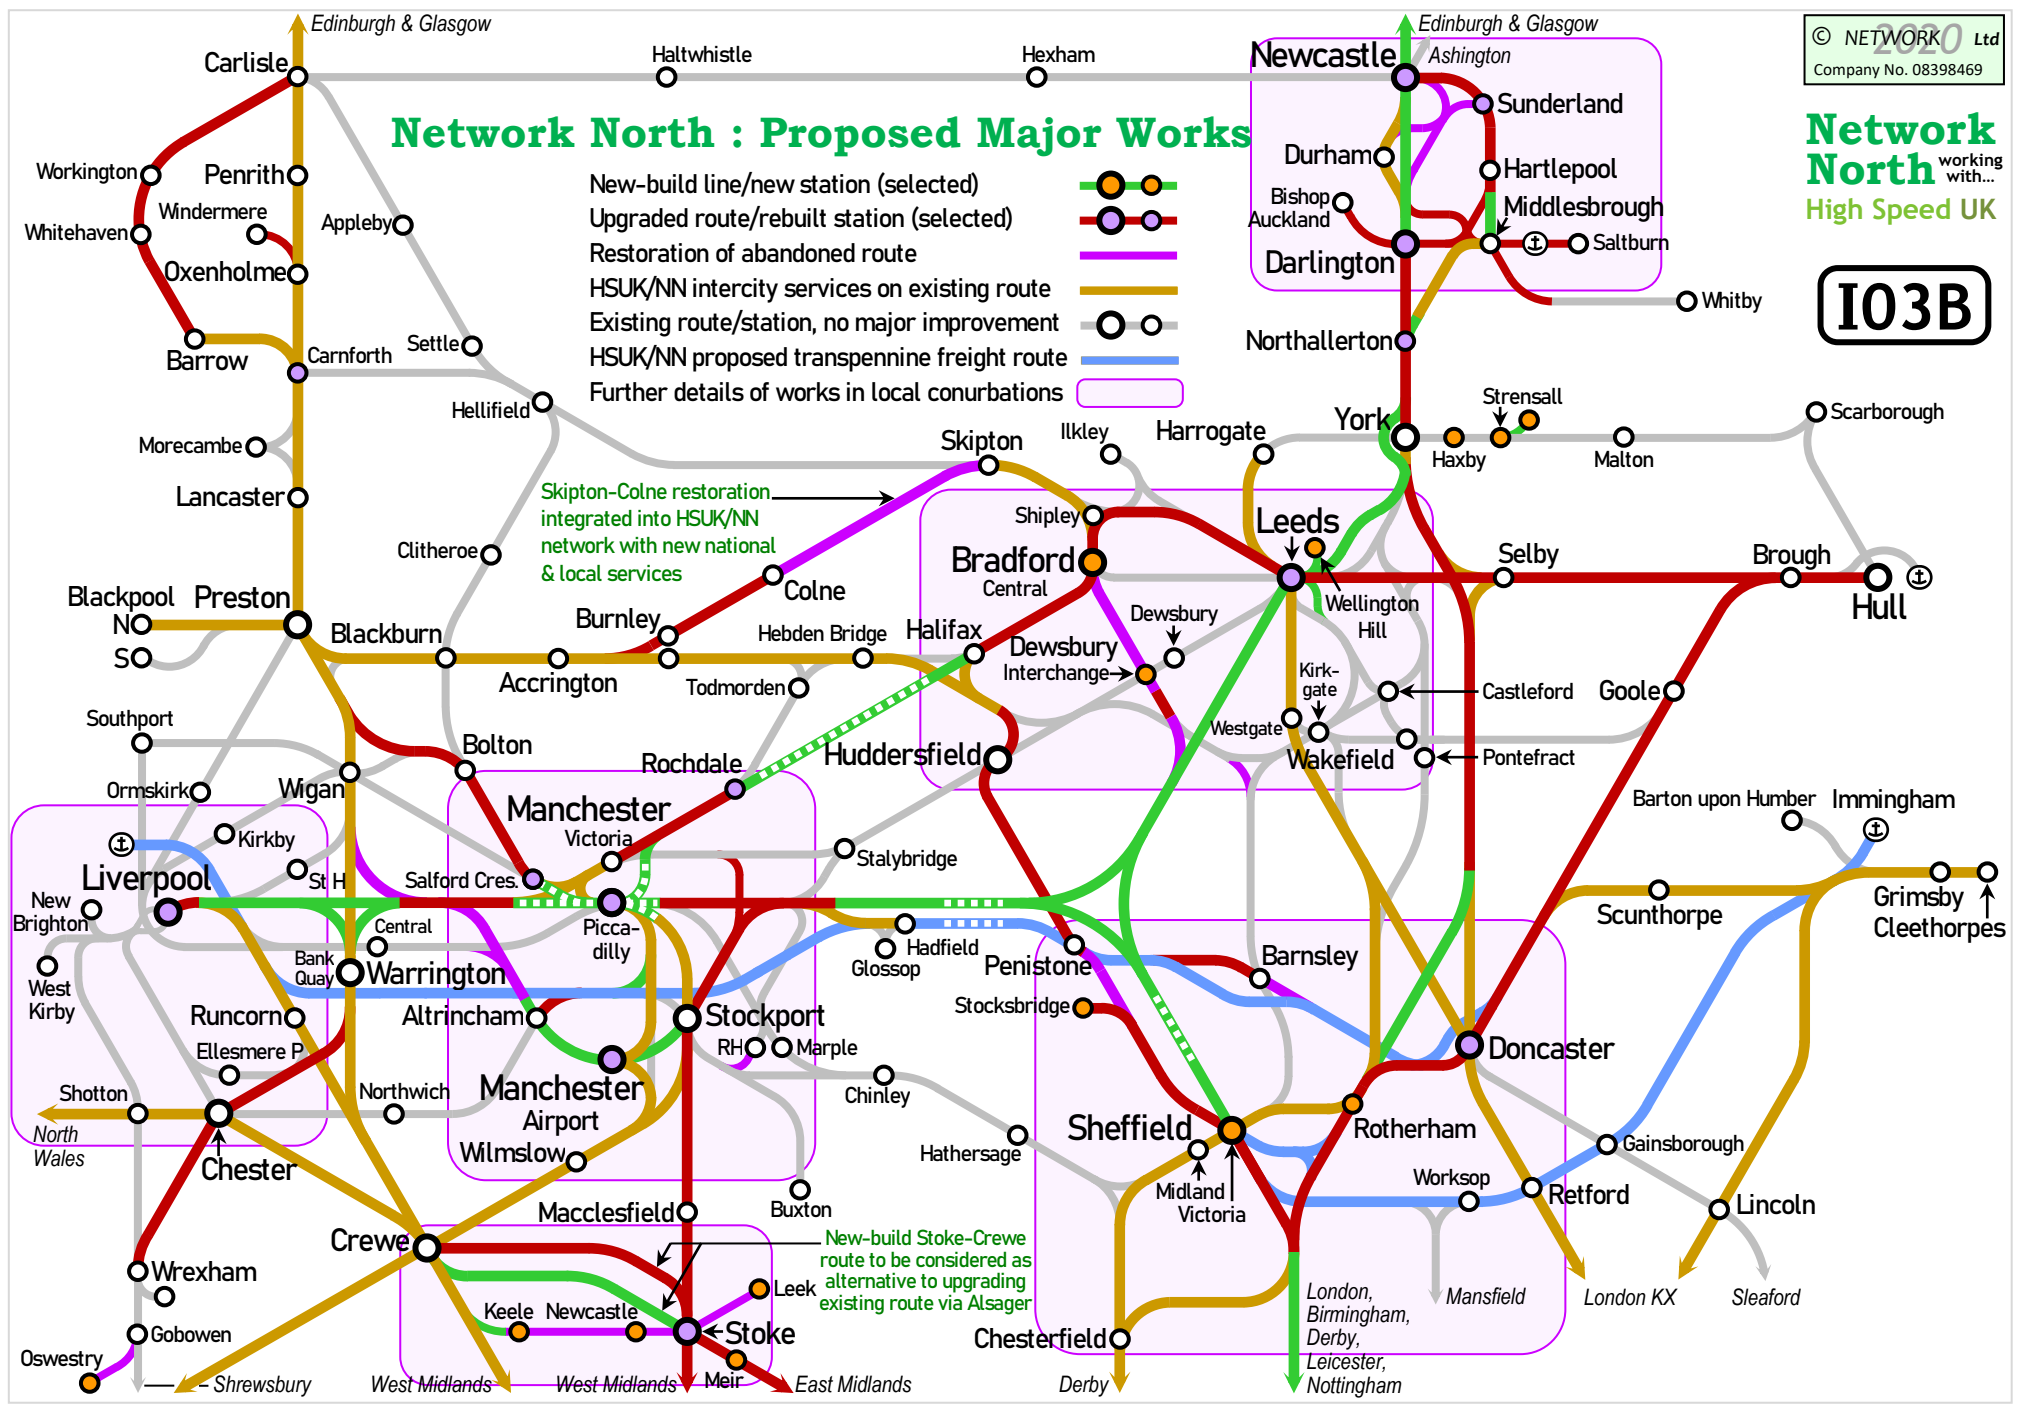 Edinburgh & Glasgow
Edinburgh & Glasgow
© NETWORK 2020 Ltd
Company No. 08398469
Carlisle
Haltwhistle
Hexham
Newcastle
Ashington
Sunderland
Network North : Proposed Major Works
Network
North working
with...
High Speed UK
Durham
Hartlepool
Workington
Penrith
New-build line/new station (selected)
Upgraded route/rebuilt station (selected)
Restoration of abandoned route
HSUK/NN intercity services on existing route
Existing route/station, no major improvement
HSUK/NN proposed transpennine freight route
Further details of works in local conurbations
Bishop
Auckland
Middlesbrough
Windermere
Whitehaven
Appleby
Saltburn
Oxenholme
Darlington
I03B
Whitby
Barrow
Carnforth
Settle
Northallerton
Hellifield
Strensall
York
Scarborough
Morecambe
Skipton
Ilkley
Harrogate
Haxby
Malton
Lancaster
Skipton-Colne restoration
integrated into HSUK/NN
network with new national
& local services
Shipley
Leeds
Clitheroe
Bradford
Central
Selby
Brough
Colne
Hull
Blackpool
N
S
Preston
Burnley
Dewsbury
Wellington
Hill
Blackburn
Hebden Bridge
Halifax
Dewsbury
Interchange
Accrington
Todmorden
Kirk-
gate
Castleford
Goole
Southport
Westgate
Bolton
Huddersfield
Wakefield
Pontefract
Rochdale
Ormskirk
Wigan
Manchester
Victoria
Barton upon Humber
Immingham
Kirkby
Stalybridge
Liverpool
St H
Salford Cres.
New
Brighton
Grimsby
Scunthorpe
Cleethorpes
Central
Picca-
dilly
Hadfield
Glossop
Bank
Quay
Warrington
Penistone
Barnsley
West
Kirby
Runcorn
Altrincham
Stockport
Stocksbridge
Ellesmere P
RH
Marple
Doncaster
Shotton
Northwich
Manchester
Airport
Chinley
North
Wales
Sheffield
Rotherham
Gainsborough
Chester
Wilmslow
Hathersage
Midland
Victoria
Worksop
Retford
Lincoln
Buxton
Macclesfield
Crewe
New-build Stoke-Crewe
route to be considered as
alternative to upgrading
existing route via Alsager
Wrexham
Leek
London,
Birmingham,
Derby,
Leicester,
Nottingham
Mansfield
London KX
Sleaford
Keele
Newcastle
Gobowen
Stoke
Chesterfield
Oswestry
Shrewsbury
West Midlands
West Midlands
Meir
East Midlands
Derby